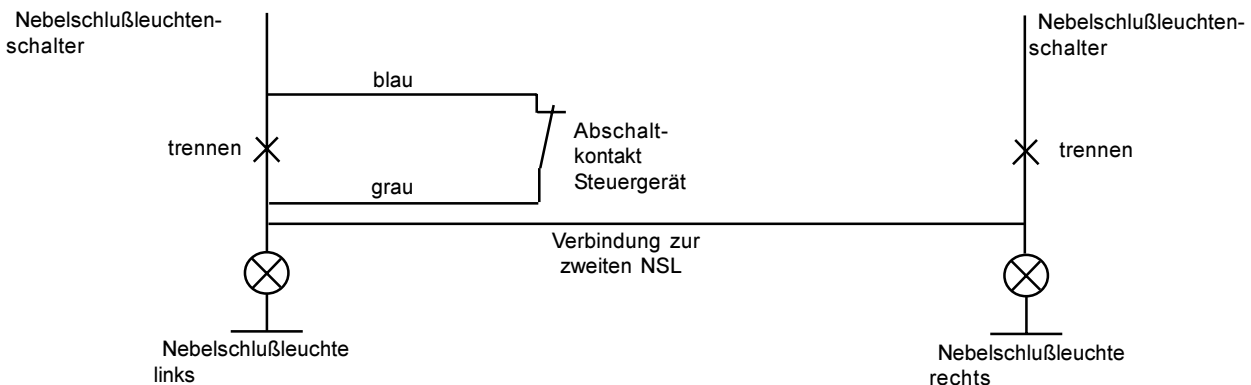 Nebelschlußleuchten-
schalter
Nebelschlußleuchten-
schalter
blau
trennen
Abschalt-
kontakt
Steuergerät
trennen
grau
Verbindung zur
zweiten NSL
Nebelschlußleuchte
links
Nebelschlußleuchte
rechts